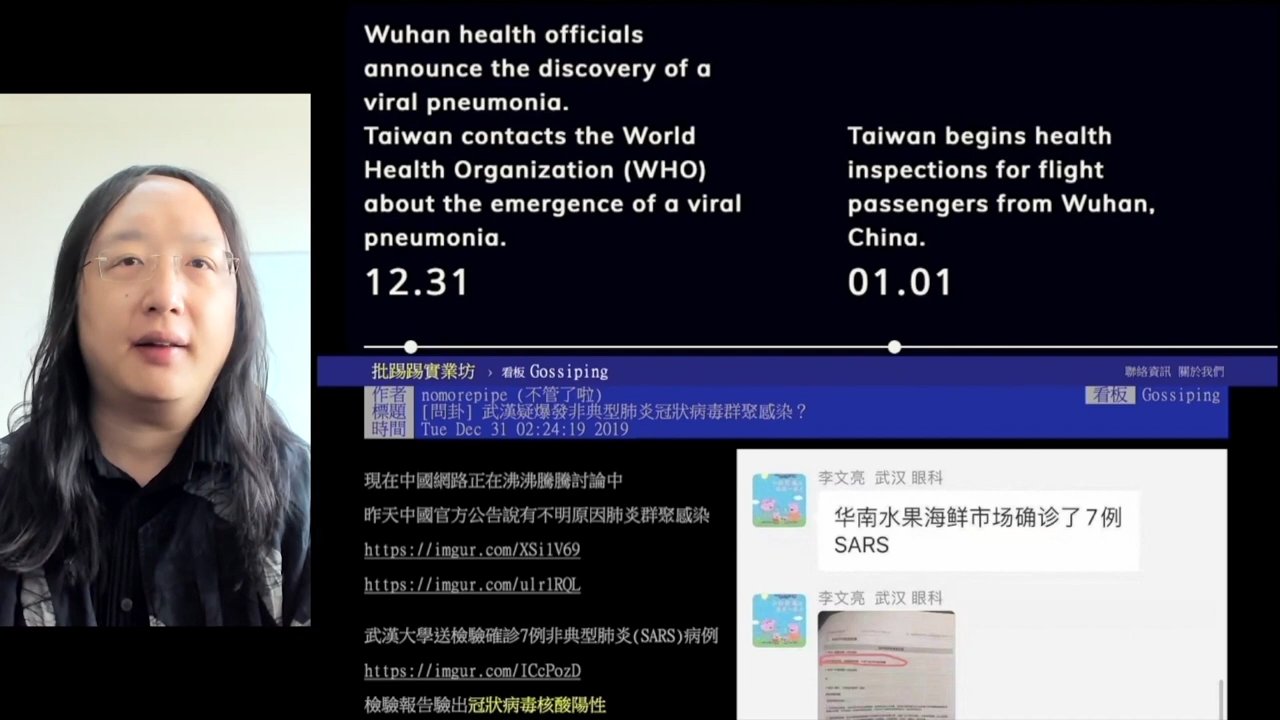 Wuhan health officials
announce the discovery of a
viral pneumonia.
Taiwan contacts the World
Health Organization (WHO)
about the emergence of a viral
pneumonia.
12.31
Taiwan begins health
inspections for flight
passengers from Wuhan,
China.
01.01
批踢踢實業坊 › 看板 Gossiping
聯絡資訊 關於我們
作者 nomorepipe (不管了啦)
看板 Gossiping
標題 [問卦] 武漢疑爆發非典型肺炎冠狀病毒群聚感染?
時間 Tue Dec 31 02:24:19 2019
現在中國網路正在沸沸騰騰討論中
昨天中國官方公告說有不明原因肺炎群聚感染
https://imgur.com/XSi1V69
https://imgur.com/ulr1RQL
武漢大學送檢驗確診7例非典型肺炎(SARS)病例
https://imgur.com/ICcPozD
檢驗報告驗出冠狀病毒核酸陽性
李文亮 武汉 眼科
华南水果海鲜市场确诊了7例
SARS
李文亮 武汉 眼科